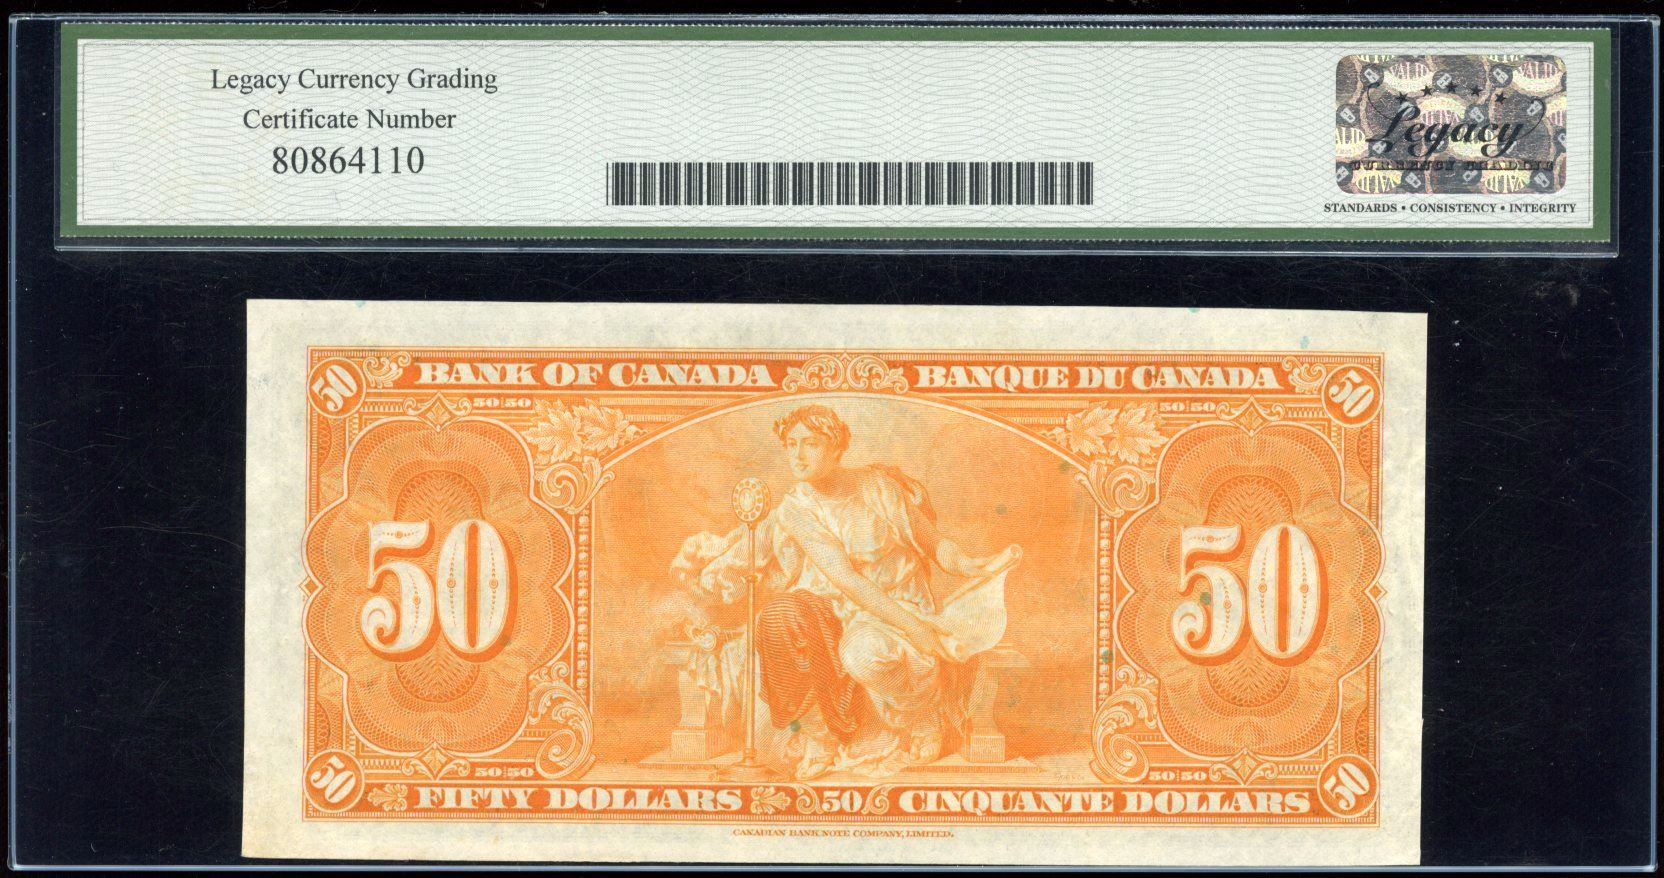 Legacy Currency Grading
Certificate Number
80864110
Legacy
CURRENCY GRADING
STANDARDS • CONSISTENCY • INTEGRITY
50 BANK OF CANADA BANQUE DU CANADA 50
50 50 50 50
50 50
50 50 50 50
50 FIFTY DOLLARS 50 CINQUANTE DOLLARS 50
CANADIAN BANK NOTE COMPANY, LIMITED.